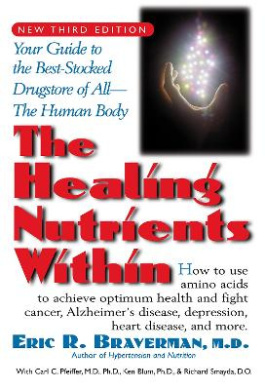 NEW THIRD EDITION
Your Guide to
the Best-Stocked
Drugstore of All—
The Human Body
The
Healing
Nutrients
Within
How to use
amino acids
to achieve optimum health and fight
cancer, Alzheimer's disease, depression,
heart disease, and more.
ERIC R. BRAVERMAN, M.D.
Author of Hypertension and Nutrition
With Carl C. Pfeiffer, M.D., Ph.D., Ken Blum, Ph.D., & Richard Smayda, D.O.